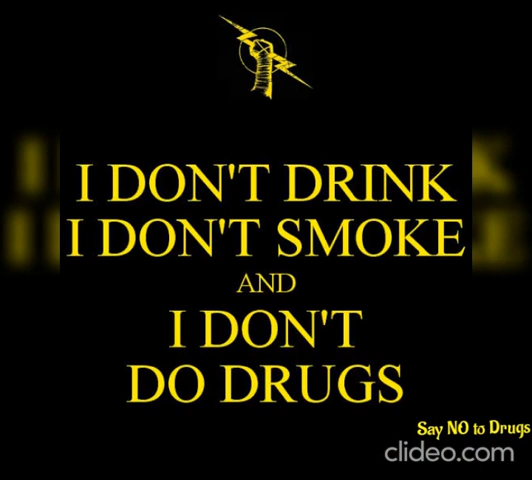 I DON'T DRINK
I DON'T SMOKE
AND
I DON'T
DO DRUGS
Say NO to Drugs
clideo.com